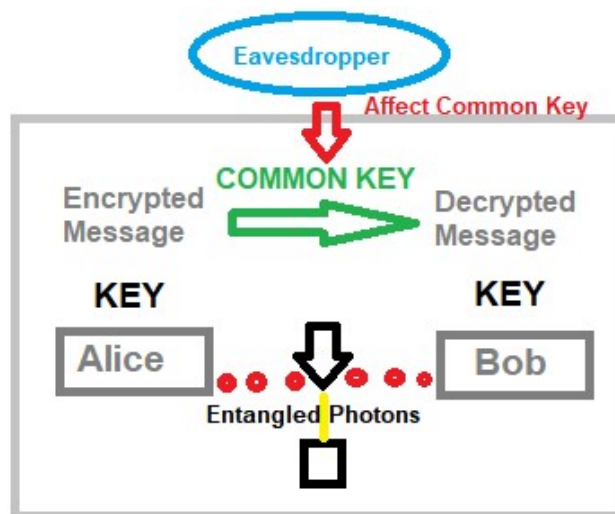 Eavesdropper
Affect Common Key
COMMON KEY
Encrypted
Message
Decrypted
Message
KEY
KEY
Alice
Bob
Entangled Photons